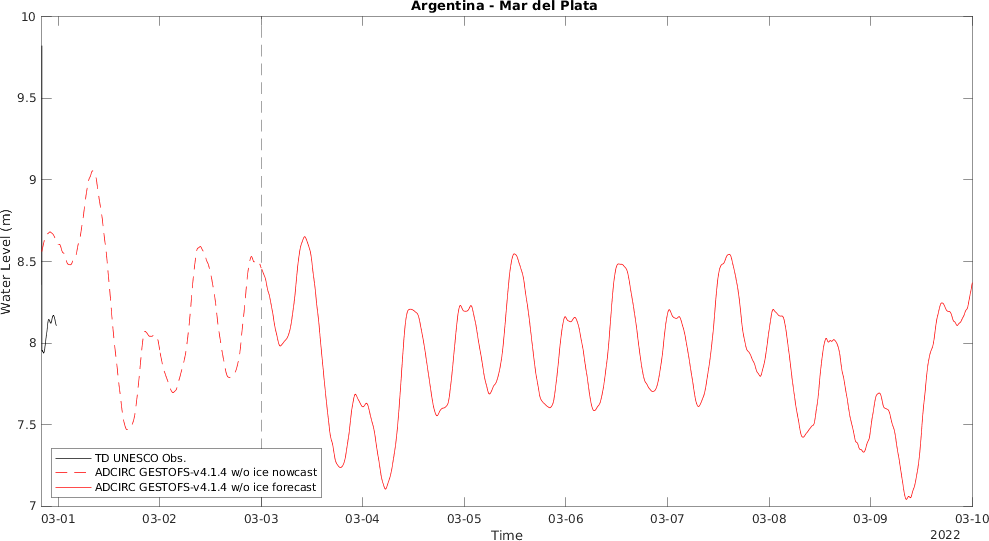 Argentina - Mar del Plata
10
9.5
9
8.5
8
7.5
7
Water Level (m)
TD UNESCO Obs.
ADCIRC GESTOFS-v4.1.4 w/o ice nowcast
ADCIRC GESTOFS-v4.1.4 w/o ice forecast
03-01 03-02 03-03 03-04 03-05 03-06 03-07 03-08 03-09 03-10
Time
2022